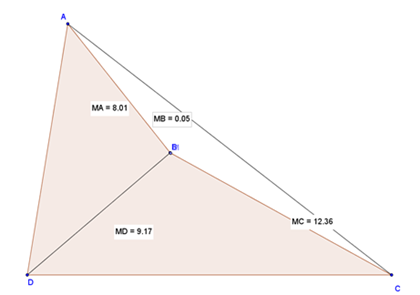 A
MA = 8.01
MB = 0.05
B
MC = 12.36
MD = 9.17
D
C